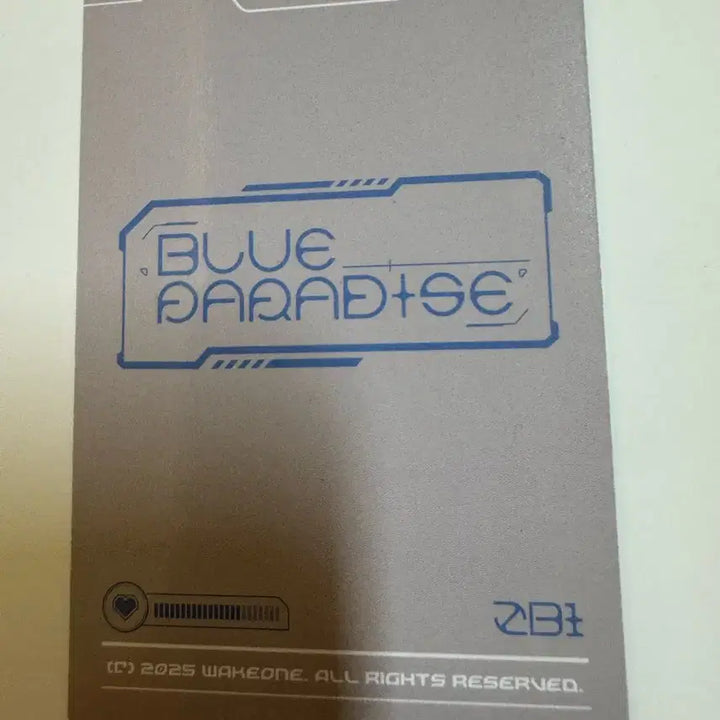 BLUE
PARADISE
ZB1
(C) 2025 WAKEONE. ALL RIGHTS RESERVED.